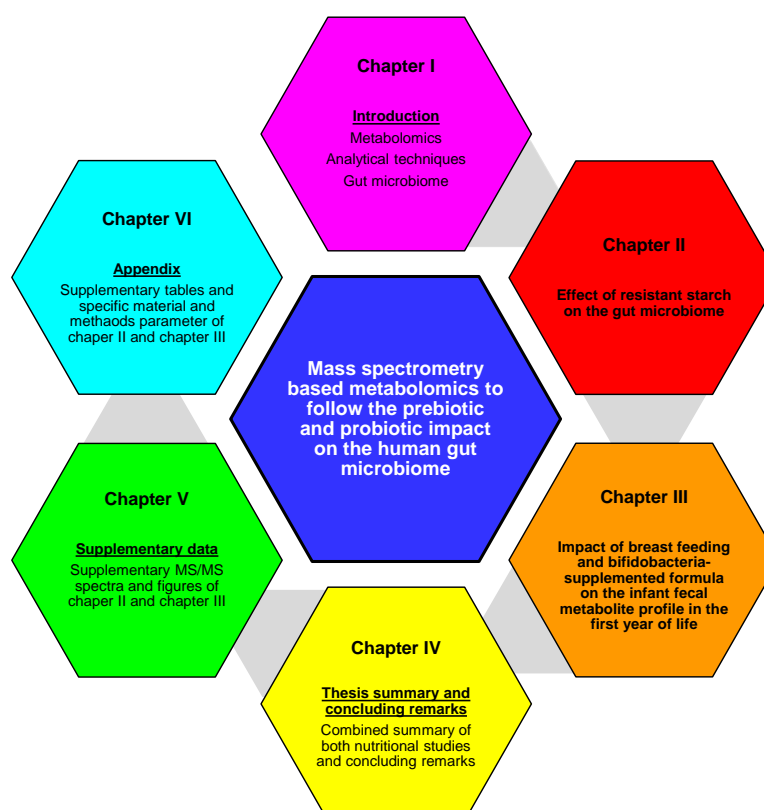 Chapter I
Introduction
Metabolomics
Analytical techniques
Gut microbiome
Chapter II
Effect of resistant starch
on the gut microbiome
Chapter III
Impact of breast feeding
and bifidobacteria-
supplemented formula
on the infant fecal
metabolite profile in the
first year of life
Chapter IV
Thesis summary and
concluding remarks
Combined summary of
both nutritional studies
and concluding remarks
Chapter V
Supplementary data
Supplementary MS/MS
spectra and figures of
chaper II and chapter III
Chapter VI
Appendix
Supplementary tables and
specific material and
methaods parameter of
chaper II and chapter III
Mass spectrometry
based metabolomics to
follow the prebiotic
and probiotic impact
on the human gut
microbiome